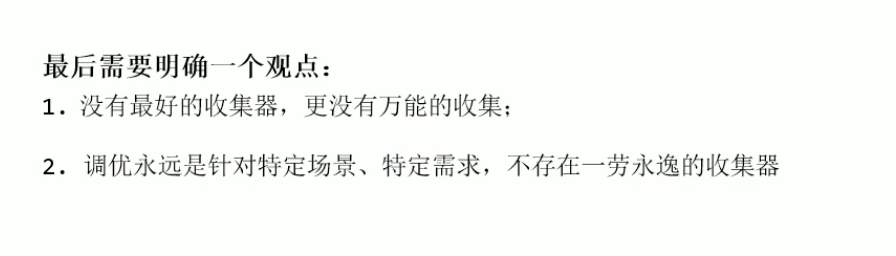 最后需要明确一个观点：
1. 没有最好的收集器，更没有万能的收集；
2. 调优永远是针对特定场景、特定需求，不存在一劳永逸的收集器